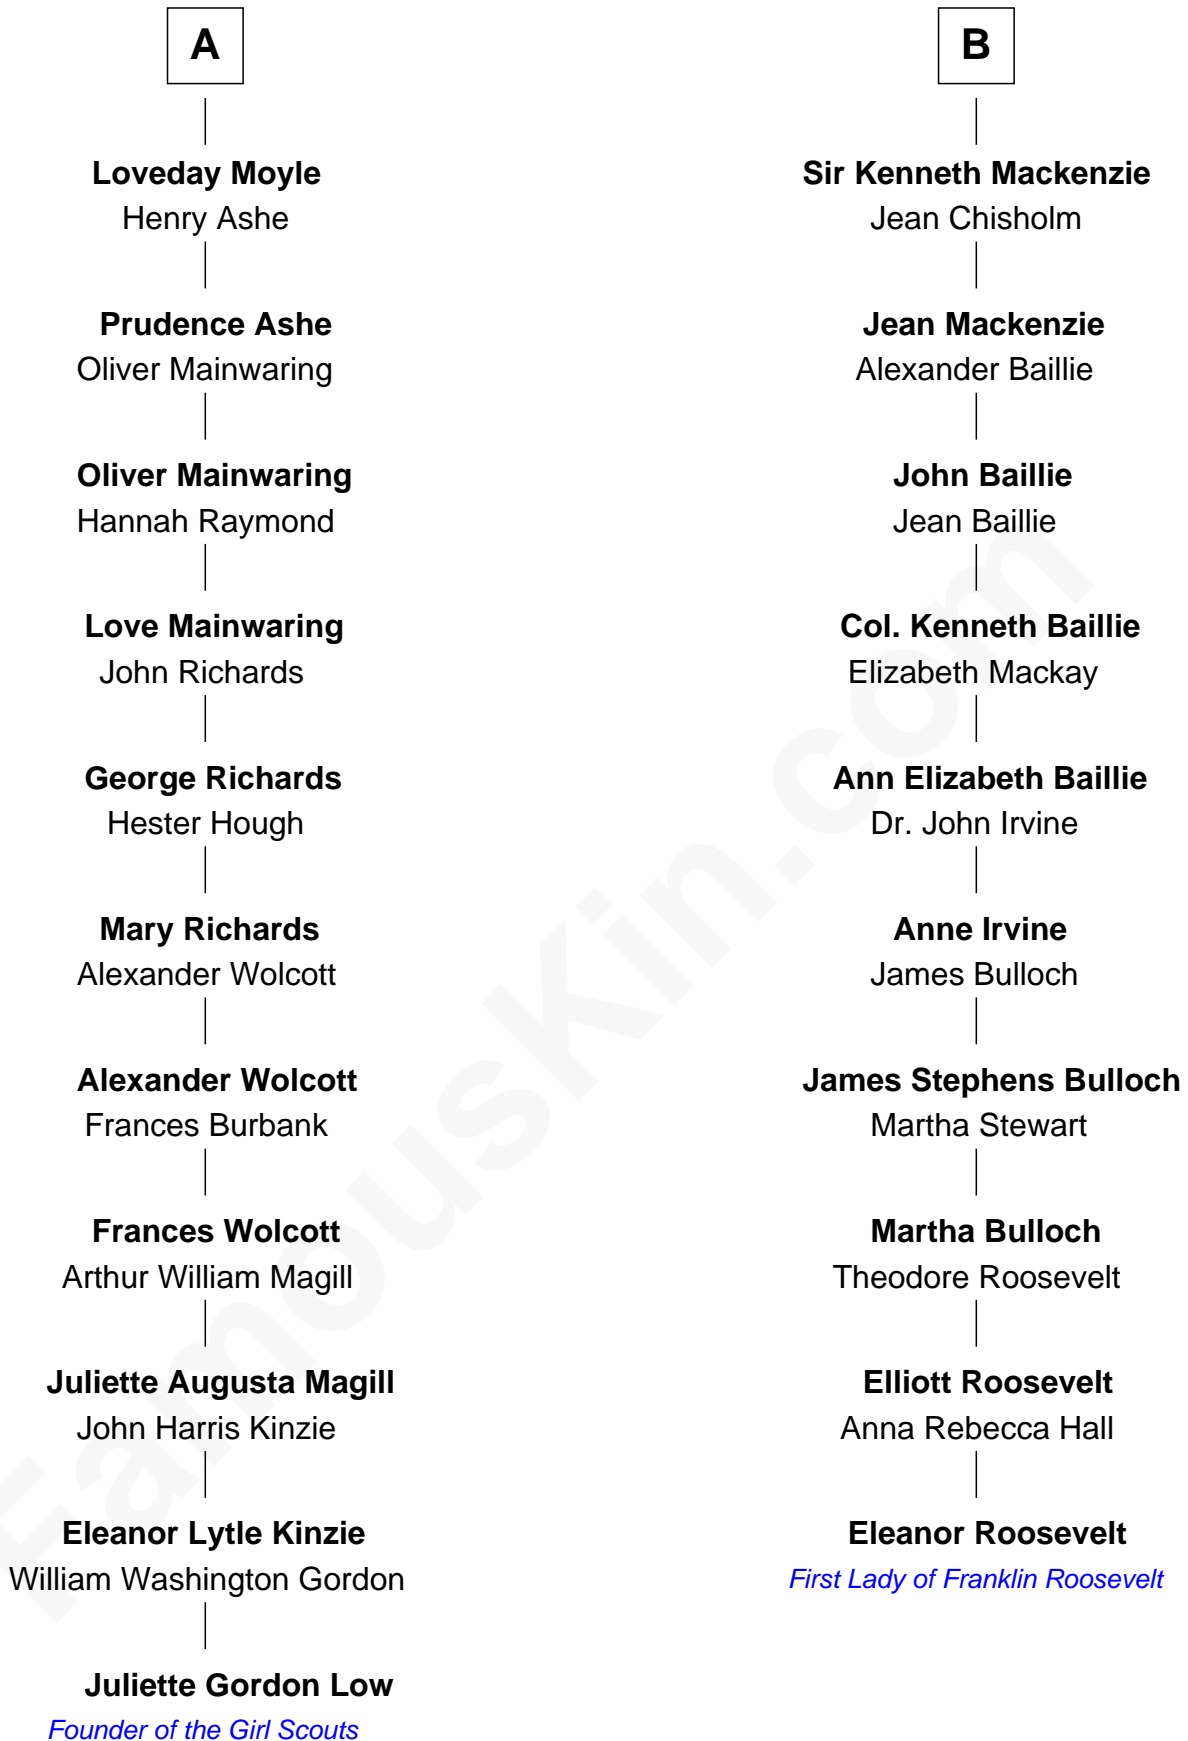 A
Loveday Moyle
Henry Ashe
Prudence Ashe
Oliver Mainwaring
Oliver Mainwaring
Hannah Raymond
Love Mainwaring
John Richards
George Richards
Hester Hough
Mary Richards
Alexander Wolcott
Alexander Wolcott
Frances Burbank
Frances Wolcott
Arthur William Magill
Juliette Augusta Magill
John Harris Kinzie
Eleanor Lytle Kinzie
William Washington Gordon
Juliette Gordon Low
Founder of the Girl Scouts
B
Sir Kenneth Mackenzie
Jean Chisholm
Jean Mackenzie
Alexander Baillie
John Baillie
Jean Baillie
Col. Kenneth Baillie
Elizabeth Mackay
Ann Elizabeth Baillie
Dr. John Irvine
Anne Irvine
James Bulloch
James Stephens Bulloch
Martha Stewart
Martha Bulloch
Theodore Roosevelt
Elliott Roosevelt
Anna Rebecca Hall
Eleanor Roosevelt
First Lady of Franklin Roosevelt
FamousKin.com